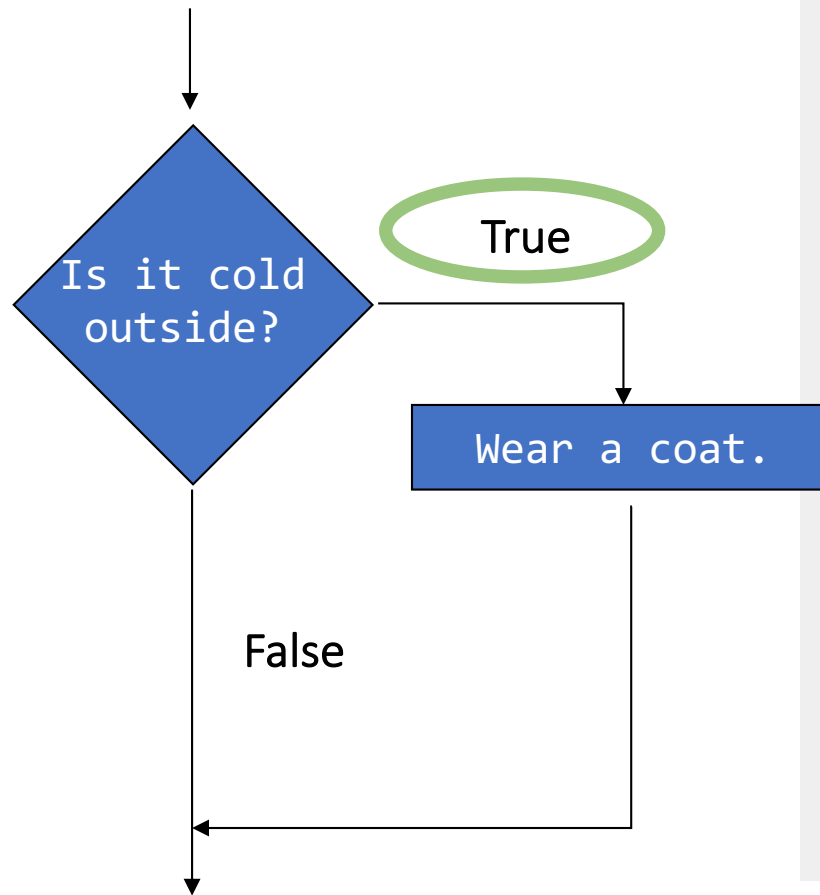 True
Is it cold
outside?
Wear a coat.
False